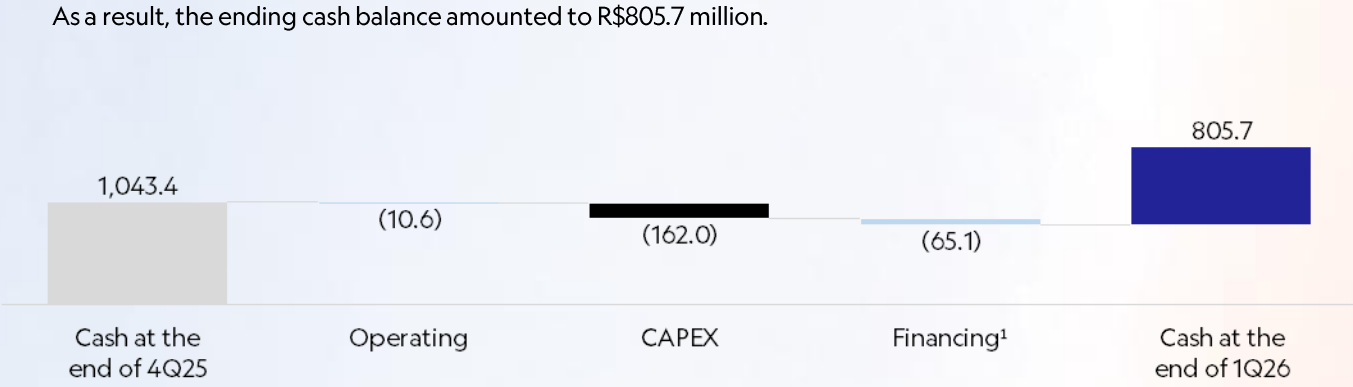 As a result, the ending cash balance amounted to R$805.7 million.
805.7
1,043.4
(10.6)
(162.0)
(65.1)
Cash at the
end of 4Q25
Operating
CAPEX
Financing¹
Cash at the
end of 1Q26